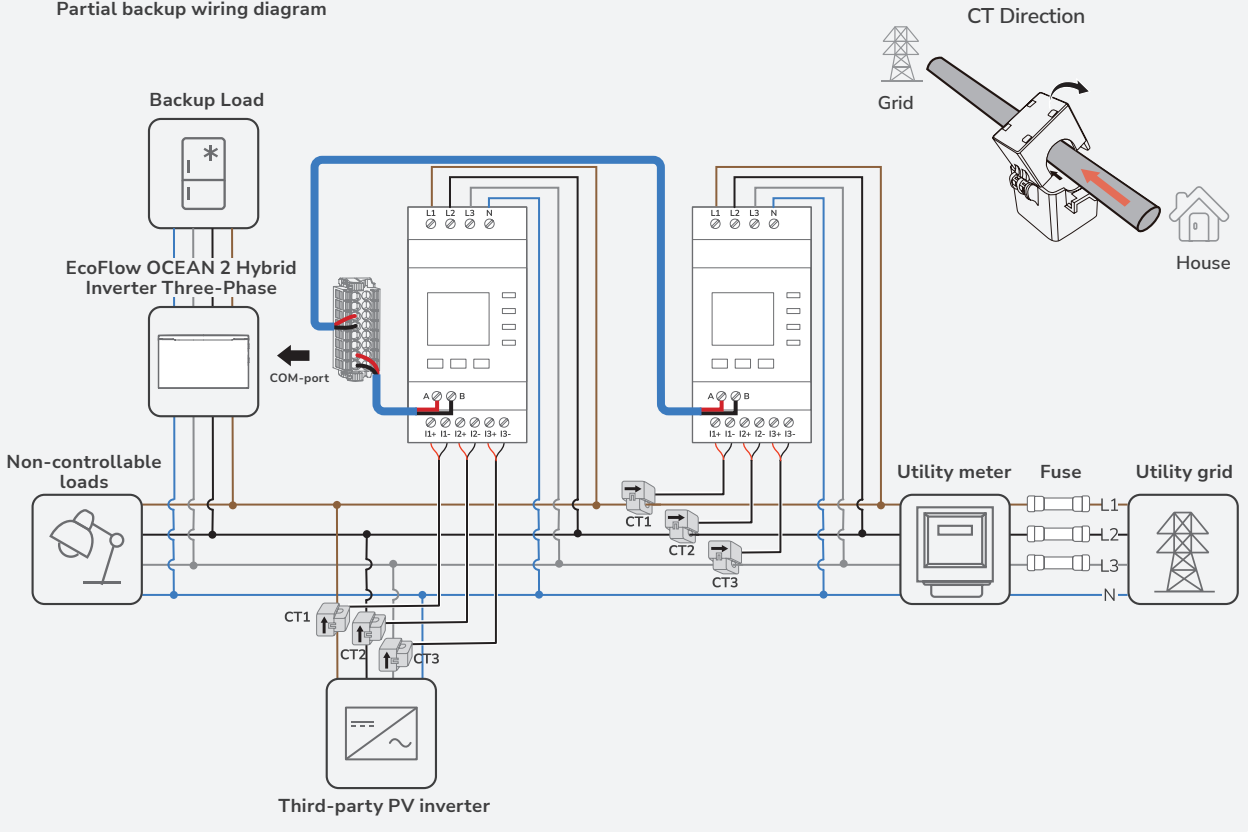 Partial backup wiring diagram
CT Direction
Grid
House
Backup Load
EcoFlow OCEAN 2 Hybrid
Inverter Three-Phase
COM-port
L1 L2 L3 N
A B
I1+ I1- I2+ I2- I3+ I3-
L1 L2 L3 N
A B
I1+ I1- I2+ I2- I3+ I3-
Non-controllable
loads
CT1
CT2
CT3
Utility meter
Fuse
Utility grid
L1
L2
L3
N
CT1
CT2
CT3
Third-party PV inverter